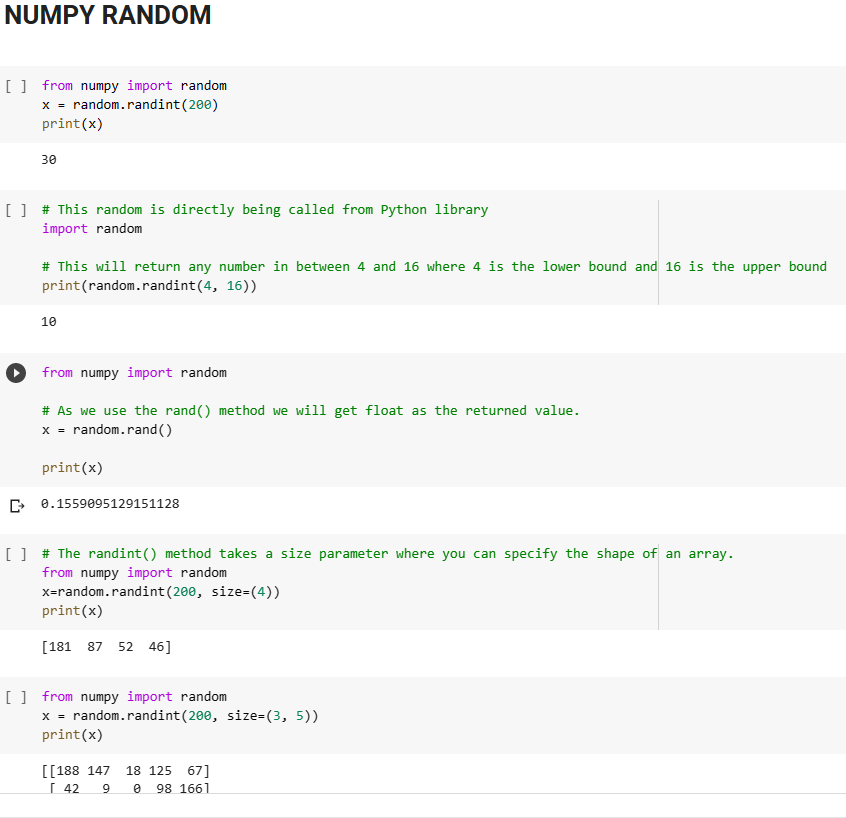 NUMPY RANDOM
[ ] from numpy import random
x = random.randint(200)
print(x)
30
[ ] # This random is directly being called from Python library
import random
# This will return any number in between 4 and 16 where 4 is the lower bound and 16 is the upper bound
print(random.randint(4, 16))
10
from numpy import random
# As we use the rand() method we will get float as the returned value.
x = random.rand()
print(x)
0.1559095129151128
[ ] # The randint() method takes a size parameter where you can specify the shape of an array.
from numpy import random
x=random.randint(200, size=(4))
print(x)
[181  87  52  46]
[ ] from numpy import random
x = random.randint(200, size=(3, 5))
print(x)
[[188 147  18 125  67]
[ 42   9   0  98 166]